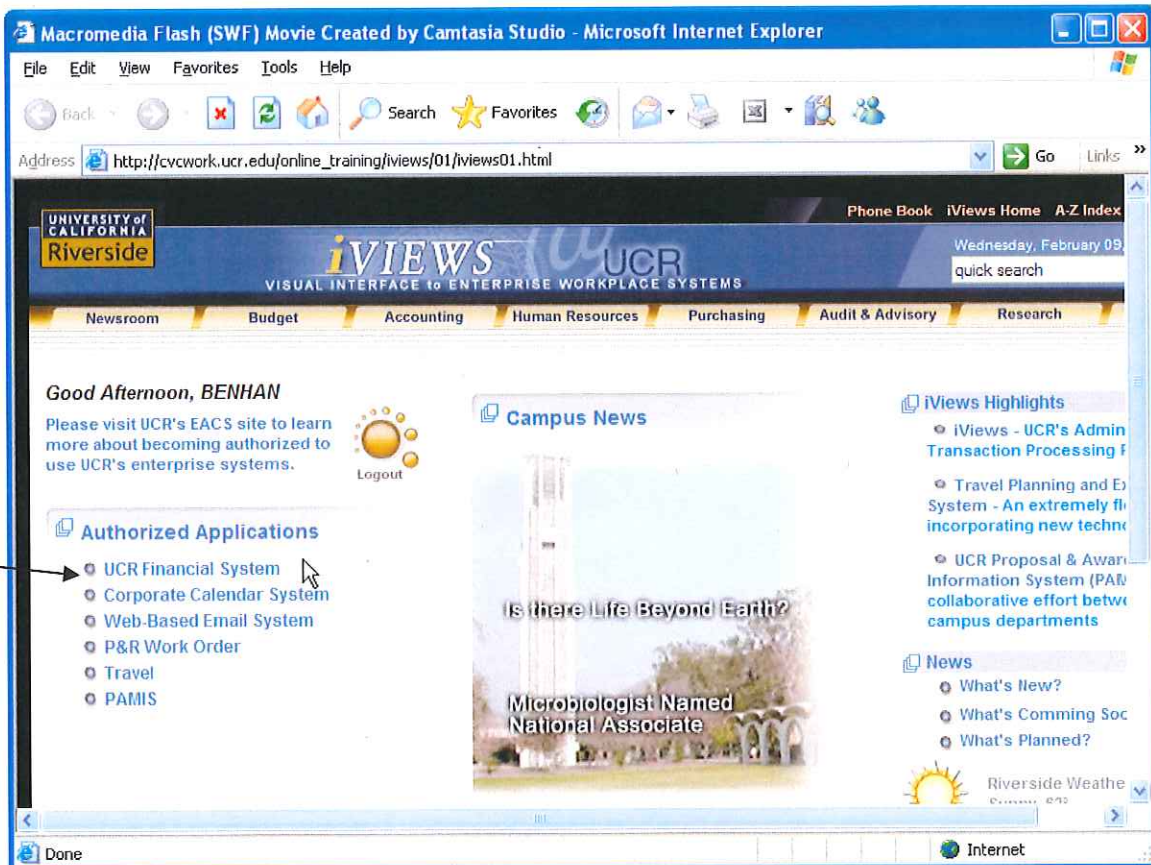 Macromedia Flash (SWF) Movie Created by Camtasia Studio - Microsoft Internet Explorer
File Edit View Favorites Tools Help
Back Search Favorites
Address http://cvcwork.ucr.edu/online_training/iviews/01/iviews01.html Go Links »
UNIVERSITY of
CALIFORNIA
Riverside
Phone Book iViews Home A-Z Index
iVIEWS @ UCR
VISUAL INTERFACE to ENTERPRISE WORKPLACE SYSTEMS
Wednesday, February 09,
quick search
Newsroom Budget Accounting Human Resources Purchasing Audit & Advisory Research
Good Afternoon, BENHAN
Please visit UCR's EACS site to learn
more about becoming authorized to
use UCR's enterprise systems.
Logout
Authorized Applications
UCR Financial System
Corporate Calendar System
Web-Based Email System
P&R Work Order
Travel
PAMIS
Campus News
Is there Life Beyond Earth?
Microbiologist Named
National Associate
iViews Highlights
iViews - UCR's Admin
Transaction Processing
Travel Planning and
System - An extremely
incorporating new
UCR Proposal &
Information System
collaborative effort
campus departments
News
What's New?
What's Comming
What's Planned?
Riverside
Done
Internet